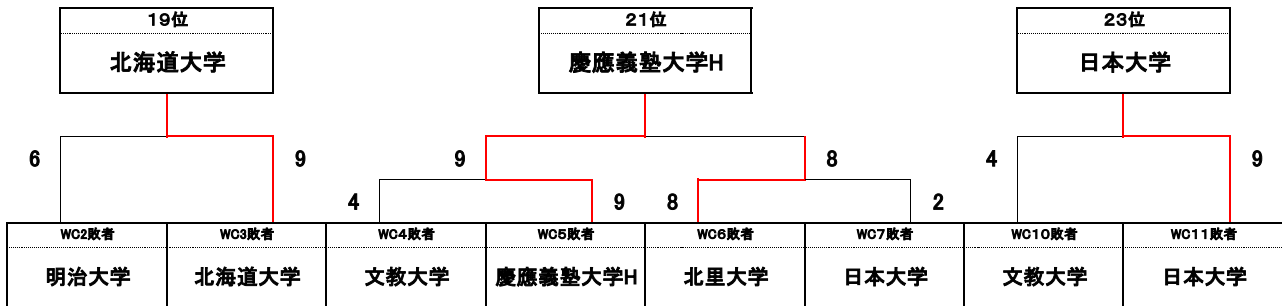 19位
21位
23位
北海道大学
慶應義塾大学H
日本大学
6
9
9
8
4
9
4
9
8
2
WC2敗者
WC3敗者
WC4敗者
WC5敗者
WC6敗者
WC7敗者
WC10敗者
WC11敗者
明治大学
北海道大学
文教大学
慶應義塾大学H
北里大学
日本大学
文教大学
日本大学